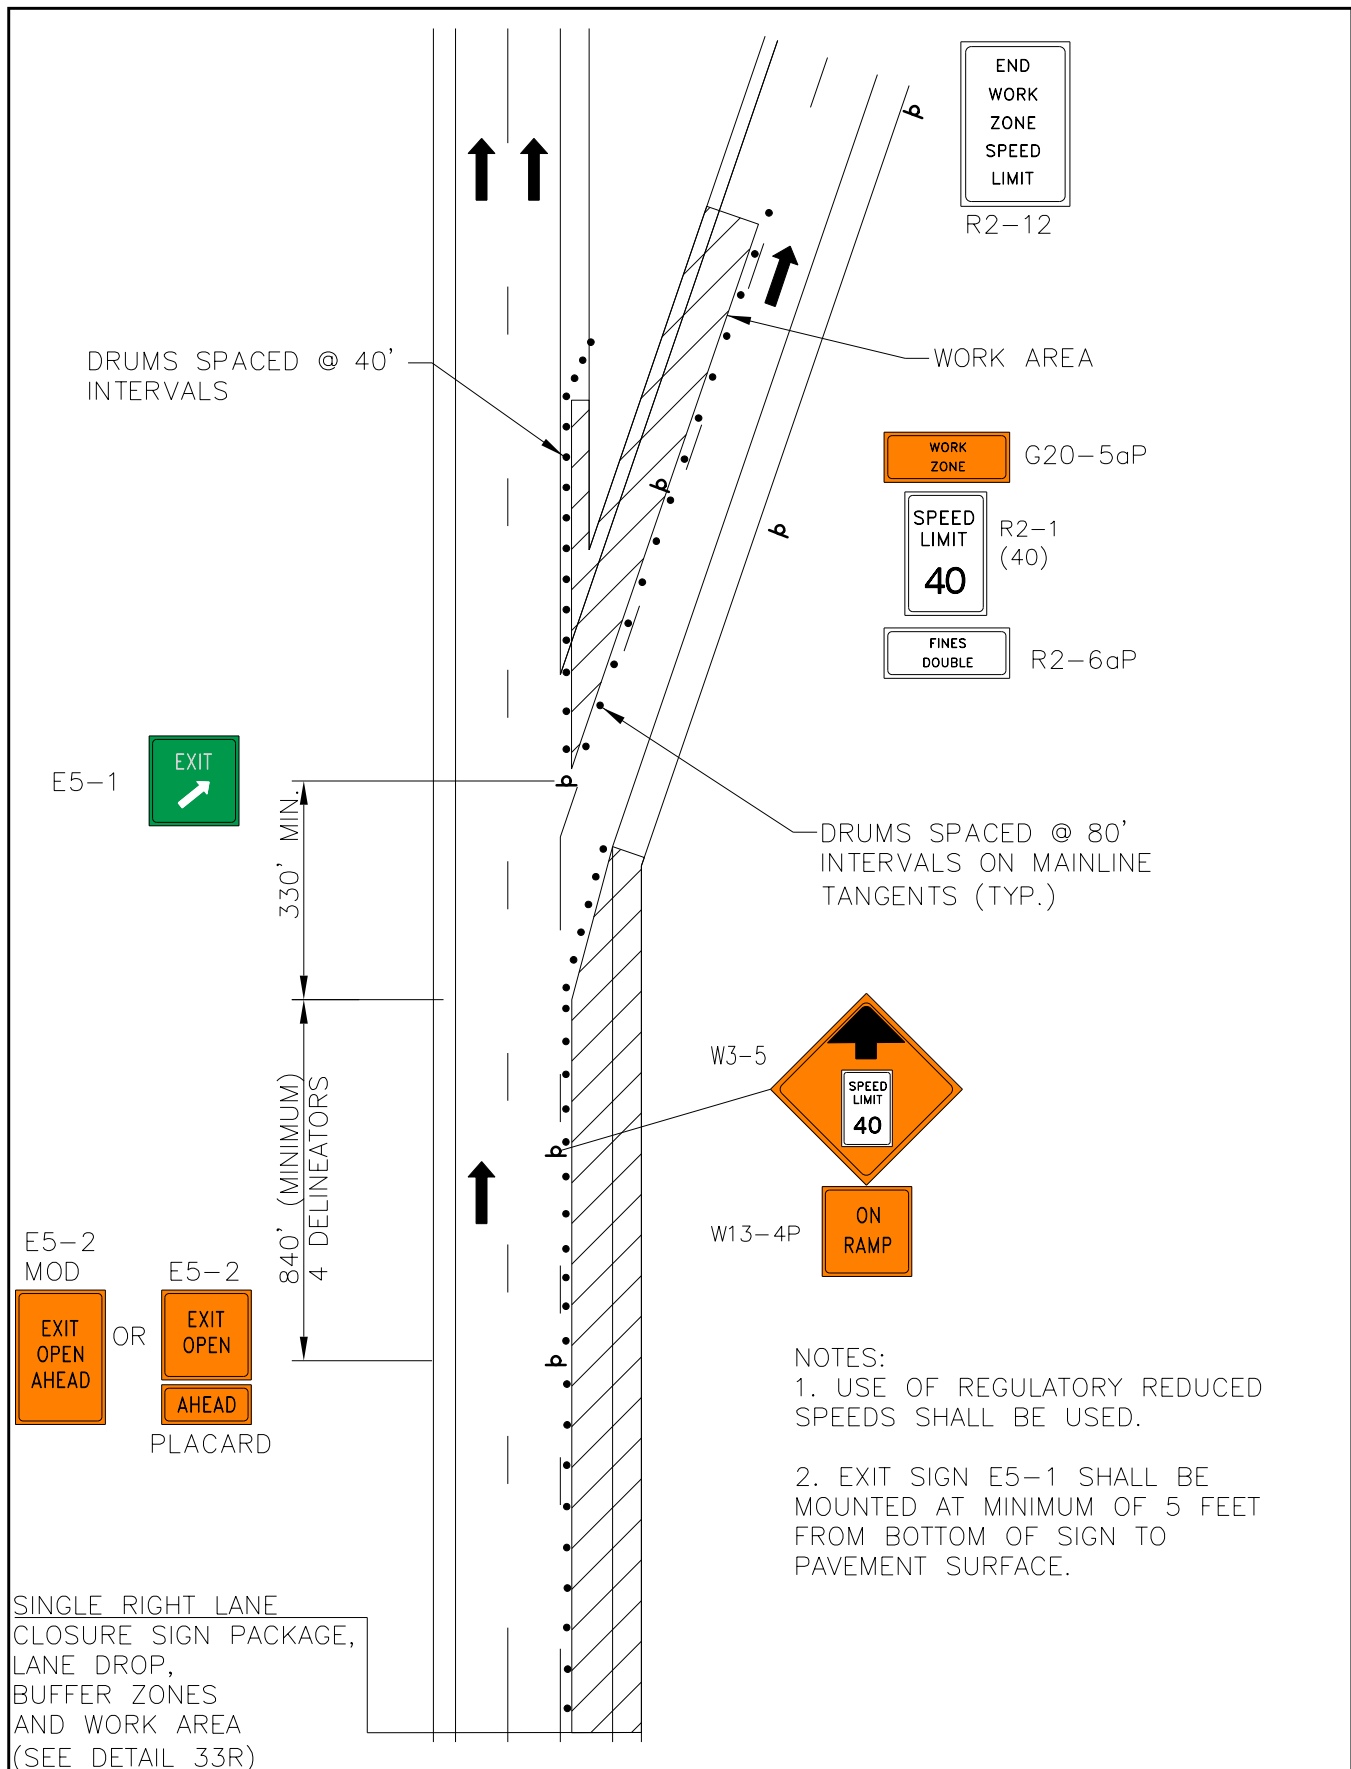 END
WORK
ZONE
SPEED
LIMIT
R2-12
DRUMS SPACED @ 40'
INTERVALS
WORK AREA
WORK
ZONE
G20-5aP
SPEED
LIMIT
40
R2-1
(40)
FINES
DOUBLE
R2-6aP
E5-1
EXIT
330' MIN.
DRUMS SPACED @ 80'
INTERVALS ON MAINLINE
TANGENTS (TYP.)
W3-5
SPEED
LIMIT
40
W13-4P
ON
RAMP
840' (MINIMUM)
4 DELINEATORS
E5-2
MOD
EXIT
OPEN
AHEAD
OR
E5-2
EXIT
OPEN
AHEAD
PLACARD
NOTES:
1. USE OF REGULATORY REDUCED
SPEEDS SHALL BE USED.
2. EXIT SIGN E5-1 SHALL BE
MOUNTED AT MINIMUM OF 5 FEET
FROM BOTTOM OF SIGN TO
PAVEMENT SURFACE.
SINGLE RIGHT LANE
CLOSURE SIGN PACKAGE,
LANE DROP,
BUFFER ZONES
AND WORK AREA
(SEE DETAIL 33R)